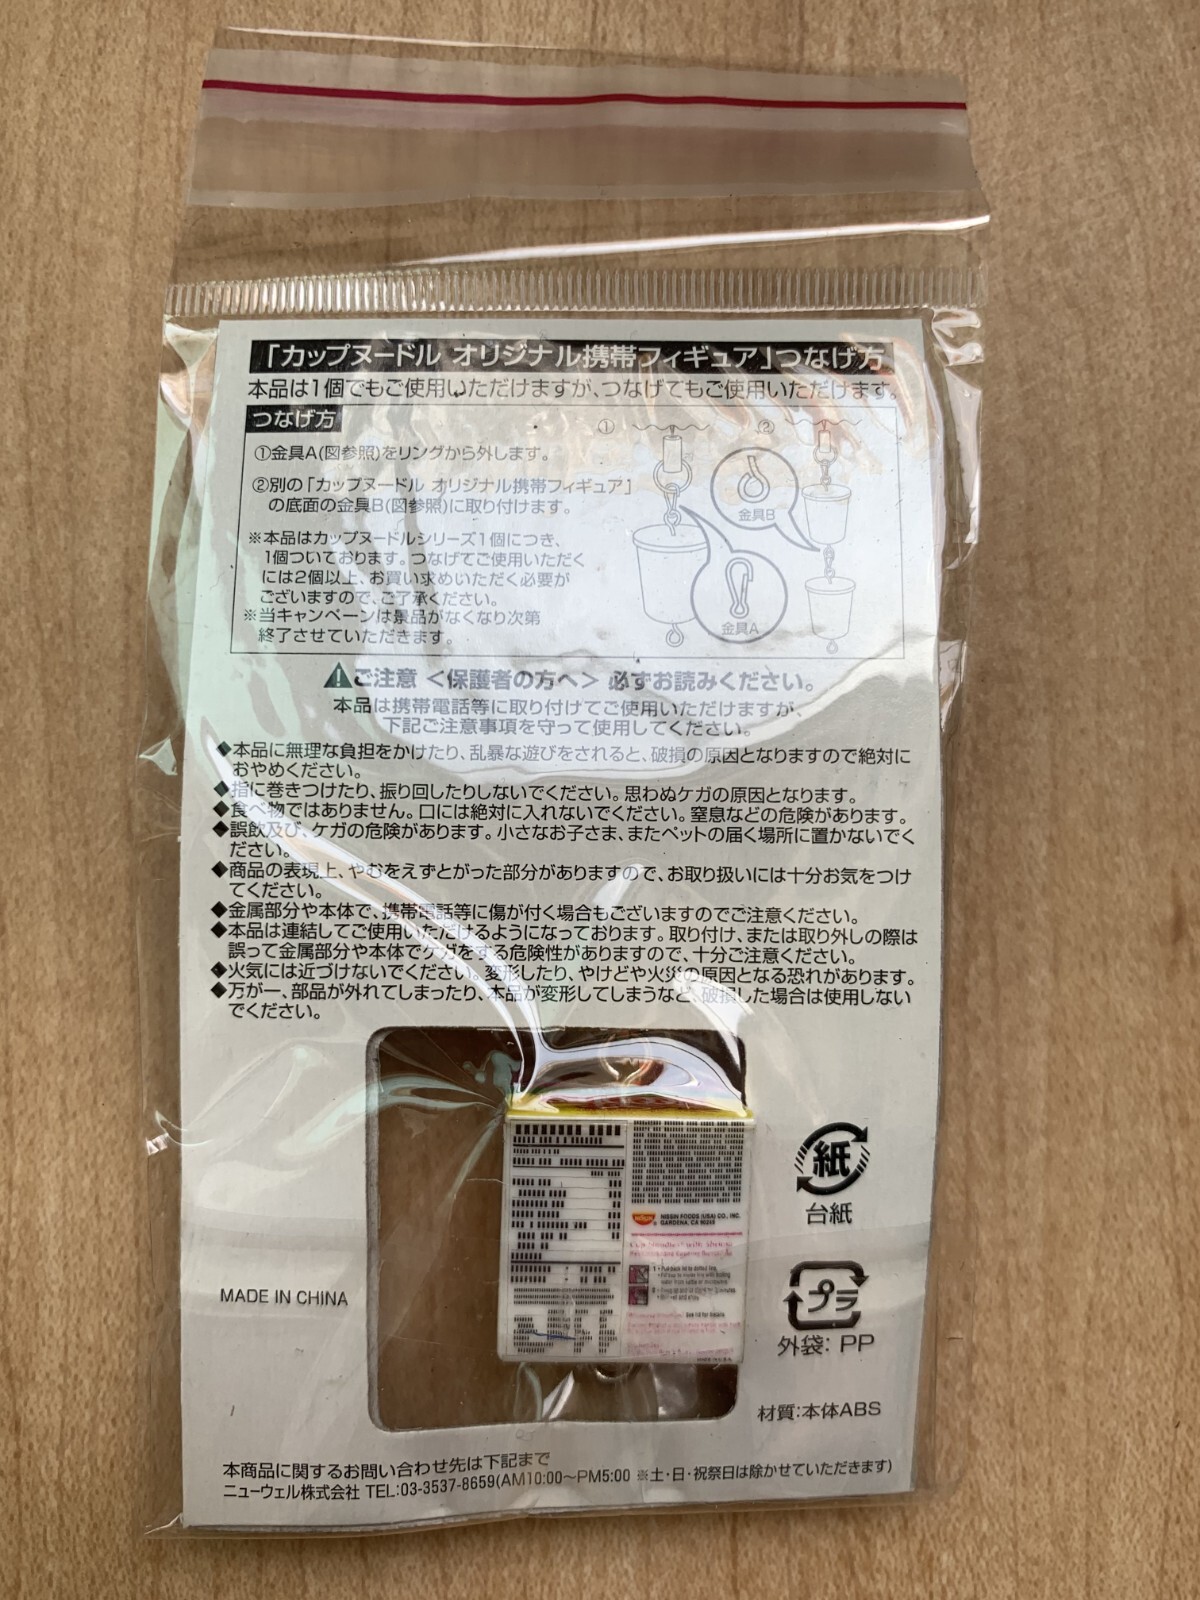 「カップヌードル オリジナル携帯フィギュア」つなげ方
本品は1個でもご使用いただけますが、つなげてもご使用いただけます。
つなげ方
①金具A(図参照)をリングから外します。
②別の「カップヌードル オリジナル携帯フィギュア」
の底面の金具B(図参照)に取り付けます。
※本品はカップヌードルシリーズ1個につき、
1個ついております。つなげてご使用いただく
には2個以上、お買い求めいただく必要が
ございますので、ご了承ください。
※当キャンペーンは景品がなくなり次第
終了させていただきます。
①
②
金具B
金具A
ご注意 <保護者の方へ> 必ずお読みください。
本品は携帯電話等に取り付けてご使用いただけますが、
下記ご注意事項を守って使用してください。
◆本品に無理な負担をかけたり、乱暴な遊びをされると、破損の原因となりますので絶対に
おやめください。
◆指に巻きつけたり、振り回したりしないでください。思わぬケガの原因となります。
◆食べ物ではありません。口には絶対に入れないでください。窒息などの危険があります。
◆誤飲及び、ケガの危険があります。小さなお子さま、またペットの届く場所に置かないでく
ださい。
◆商品の表現上、やむをえずとがった部分がありますので、お取り扱いには十分お気をつけ
てください。
◆金属部分や本体で、携帯電話等に傷が付く場合もございますのでご注意ください。
◆本品は連結してご使用いただけるようになっております。取り付け、または取り外しの際は
誤って金属部分や本体でケガをする危険性がありますので、十分ご注意ください。
◆火気には近づけないでください。変形したり、やけどや火災の原因となる恐れがあります。
◆万が一、部品が外れてしまったり、本品が変形してしまうなど、破損した場合は使用しない
でください。
NISSIN FOODS (USA) CO., INC.
GARDENA, CA 90249
紙
台紙
MADE IN CHINA
プラ
外袋: PP
材質:本体ABS
本商品に関するお問い合わせ先は下記まで
ニューウェル株式会社 TEL:03-3537-8659(AM10:00～PM5:00 ※土・日・祝祭日は除かせていただきます)